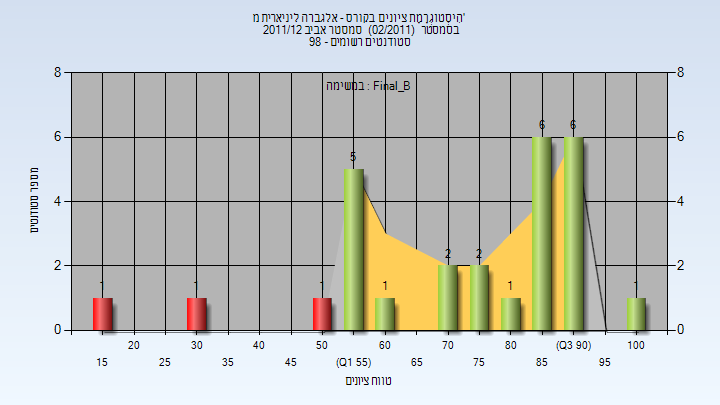 היסטוגרמת ציונים בקורס - אלגברה ליניארית מ'
בסמסטר (02/2011) סמסטר אביב 2011/12
סטודנטים רשומים - 98
במשימה : Final_B
8 8
6 6
4 4
2 2
0 0
מספר סטודנטים
1 1 1 5 1 2 2 1 6 6 1
20 30 40 50 60 70 80 (Q3 90) 100
15 25 35 45 (Q1 55) 65 75 85 95
טווח ציונים